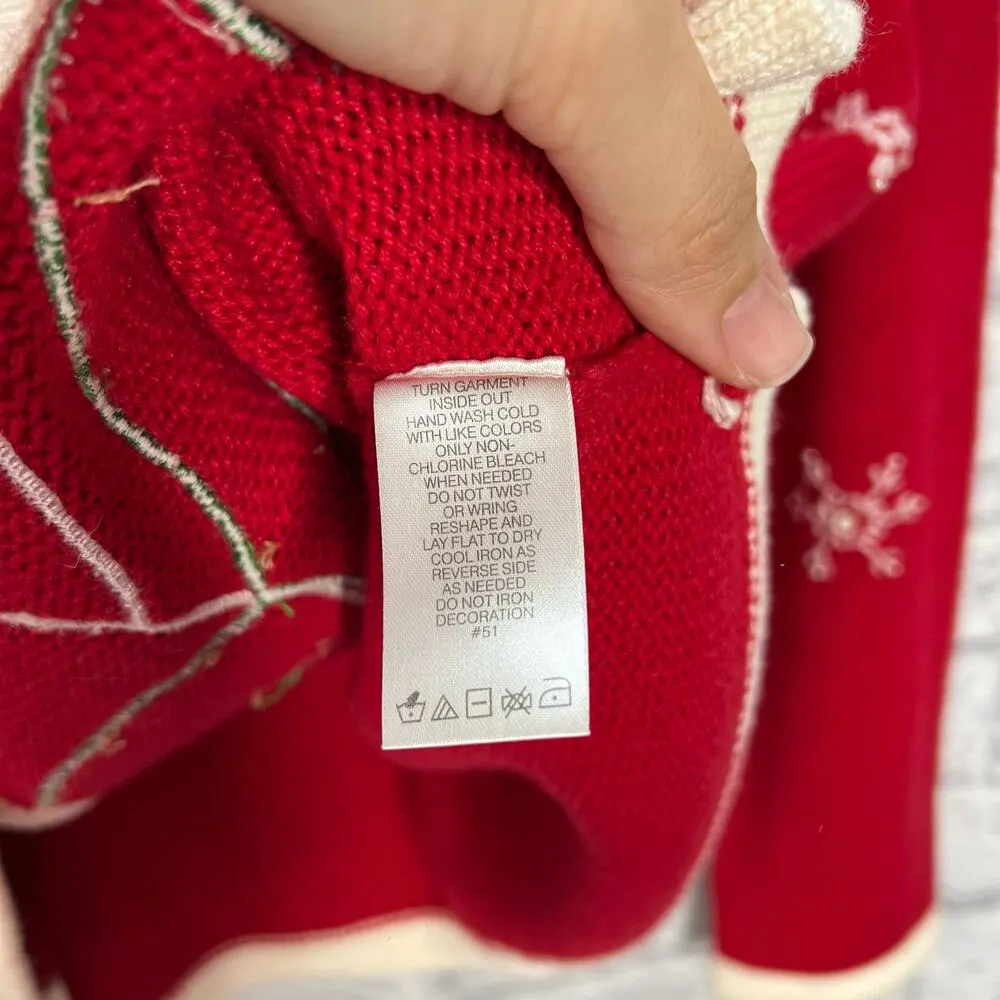 TURN GARMENT
INSIDE OUT
HAND WASH COLD
WITH LIKE COLORS
ONLY NON-
CHLORINE BLEACH
WHEN NEEDED
DO NOT TWIST
OR WRING
RESHAPE AND
LAY FLAT TO DRY
COOL IRON AS
REVERSE SIDE
AS NEEDED
DO NOT IRON
DECORATION
#51